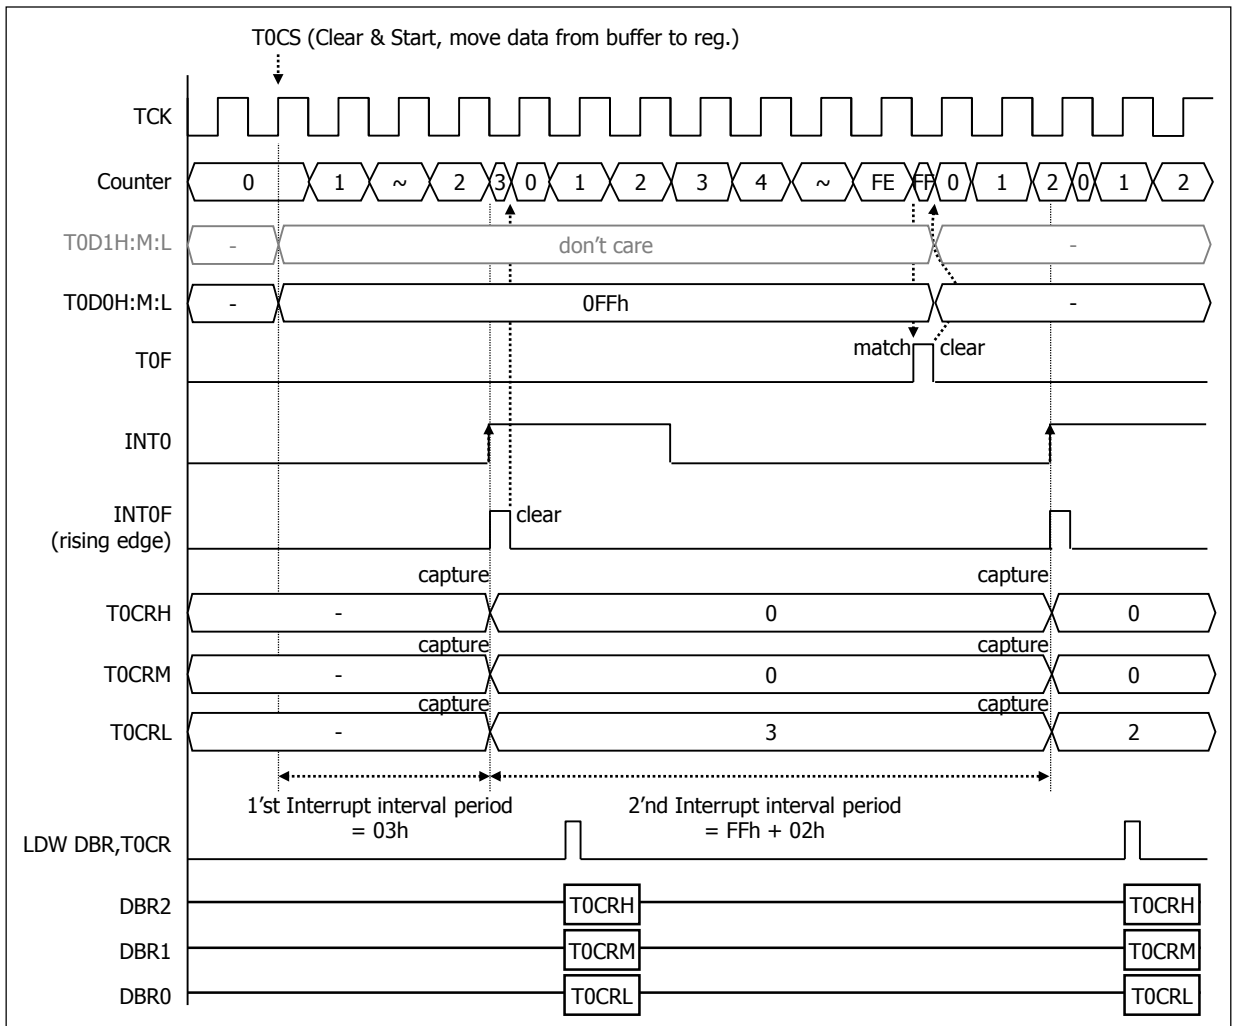 T0CS (Clear & Start, move data from buffer to reg.)
TCK
Counter 0 1 ~ 2 3 0 1 2 3 4 ~ FE FF 0 1 2 0 1 2
T0D1H:M:L - don't care -
T0D0H:M:L - 0FFh -
match clear
T0F
INT0
INT0F
(rising edge)
clear
capture capture
T0CRH - 0 0
capture capture
T0CRM - 0 0
capture capture
T0CRL - 3 2
1'st Interrupt interval period
= 03h
2'nd Interrupt interval period
= FFh + 02h
LDW DBR,T0CR
DBR2 T0CRH T0CRH
DBR1 T0CRM T0CRM
DBR0 T0CRL T0CRL